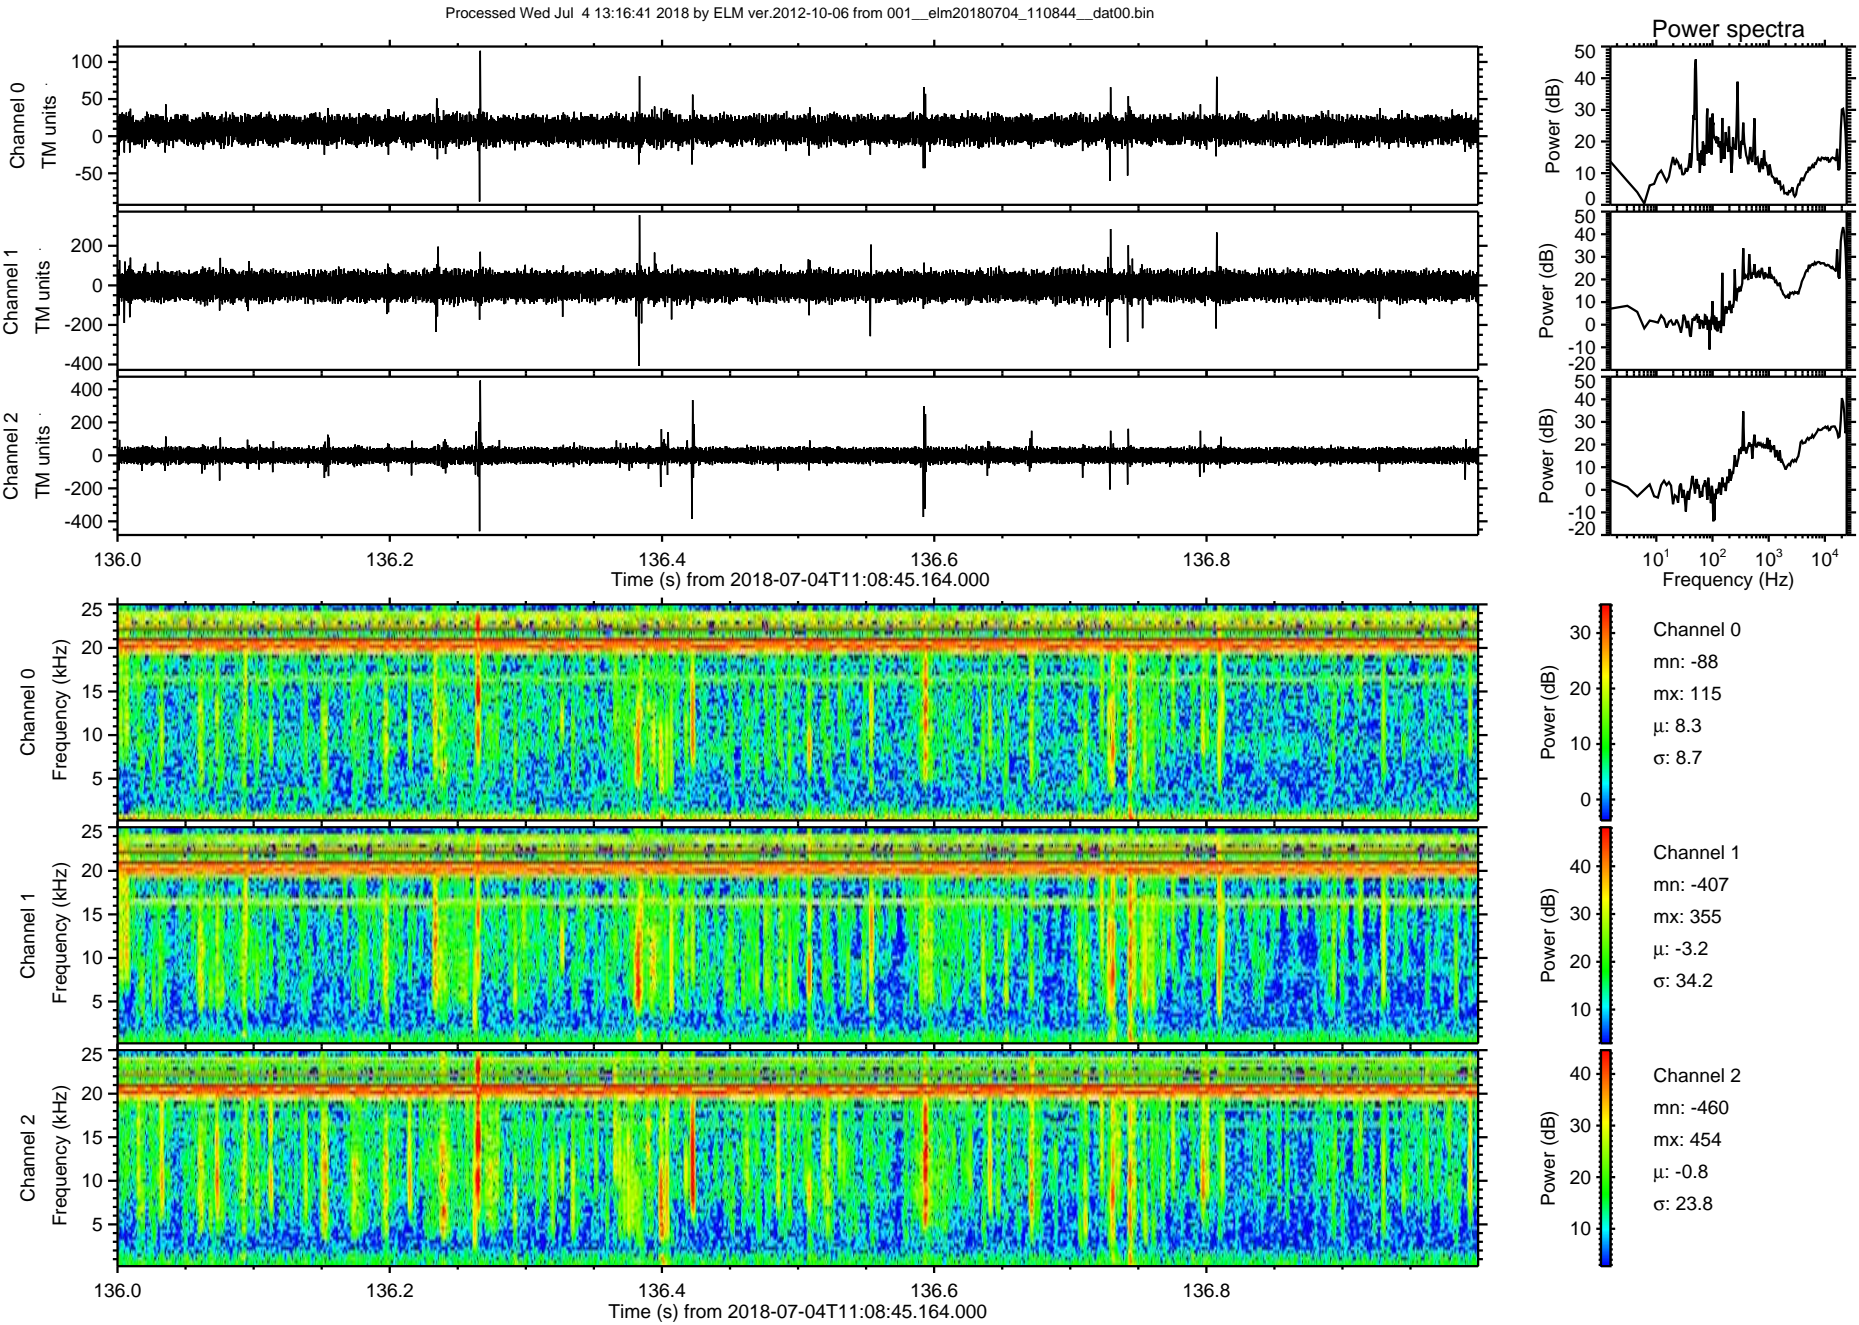 Processed Wed Jul  4 13:16:41 2018 by ELM ver.2012-10-06 from 001__elm20180704_110844__dat00.bin
Power spectra
Channel 0
TM units
100
50
0
-50
Power (dB)
50
40
30
20
10
0
Channel 1
TM units
200
0
-200
-400
Power (dB)
50
40
30
20
10
0
-10
-20
Channel 2
TM units
400
200
0
-200
-400
Power (dB)
50
40
30
20
10
0
-10
-20
136.0 136.2 136.4 136.6 136.8
Time (s) from 2018-07-04T11:08:45.164.000
10¹ 10² 10³ 10⁴
Frequency (Hz)
Channel 0
Frequency (kHz)
25
20
15
10
5
Power (dB)
30
20
10
0
Channel 0
mn: -88
mx: 115
μ: 8.3
σ: 8.7
Channel 1
Frequency (kHz)
25
20
15
10
5
Power (dB)
40
30
20
10
Channel 1
mn: -407
mx: 355
μ: -3.2
σ: 34.2
Channel 2
Frequency (kHz)
25
20
15
10
5
Power (dB)
40
30
20
10
Channel 2
mn: -460
mx: 454
μ: -0.8
σ: 23.8
136.0 136.2 136.4 136.6 136.8
Time (s) from 2018-07-04T11:08:45.164.000